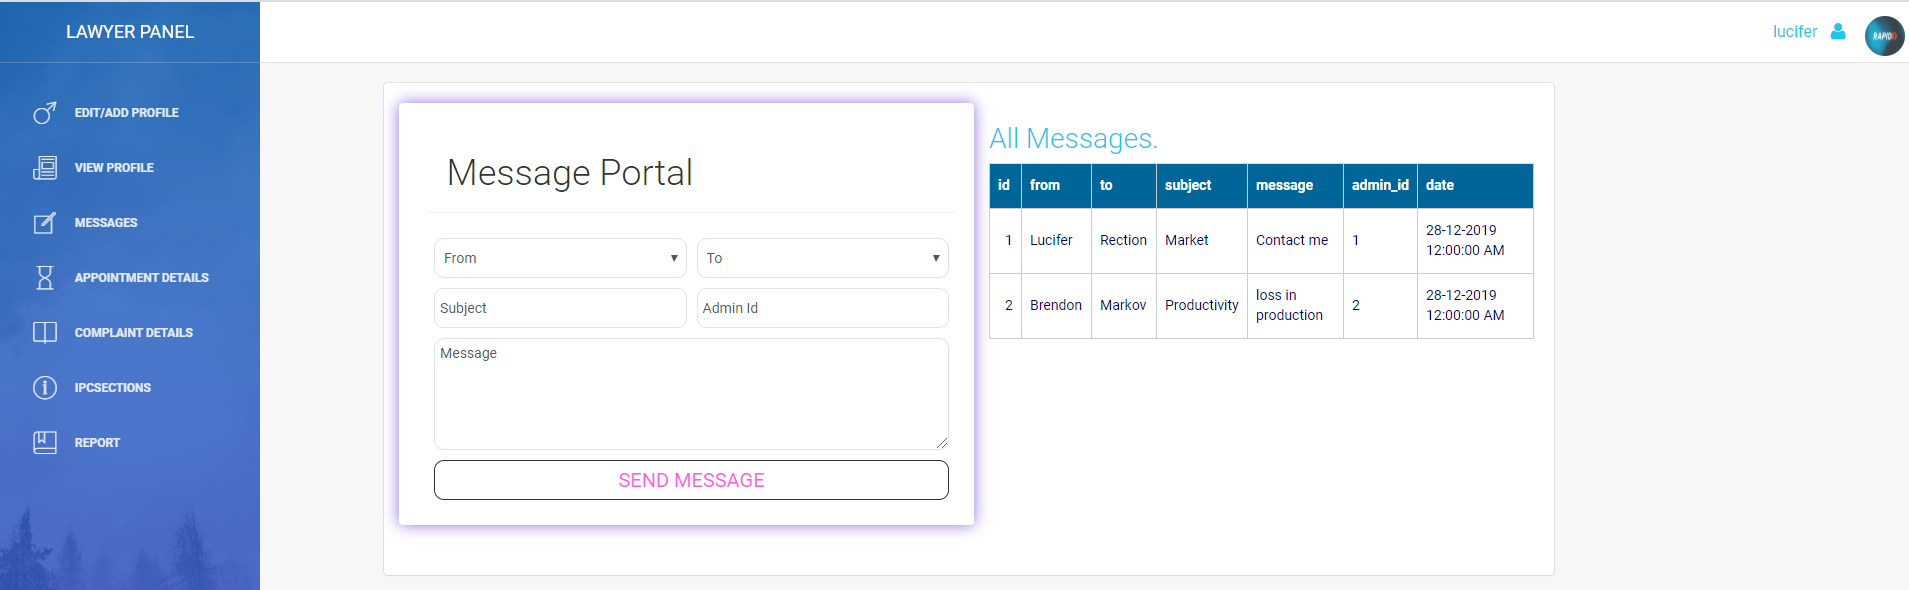 LAWYER PANEL
lucifer
RAPID
EDIT/ADD PROFILE
VIEW PROFILE
MESSAGES
APPOINTMENT DETAILS
COMPLAINT DETAILS
IPCSECTIONS
REPORT
Message Portal
From To
Subject Admin Id
Message
SEND MESSAGE
All Messages.
id from to subject message admin_id date
1 Lucifer Rection Market Contact me 1 28-12-2019
12:00:00 AM
2 Brendon Markov Productivity loss in production 2 28-12-2019
12:00:00 AM